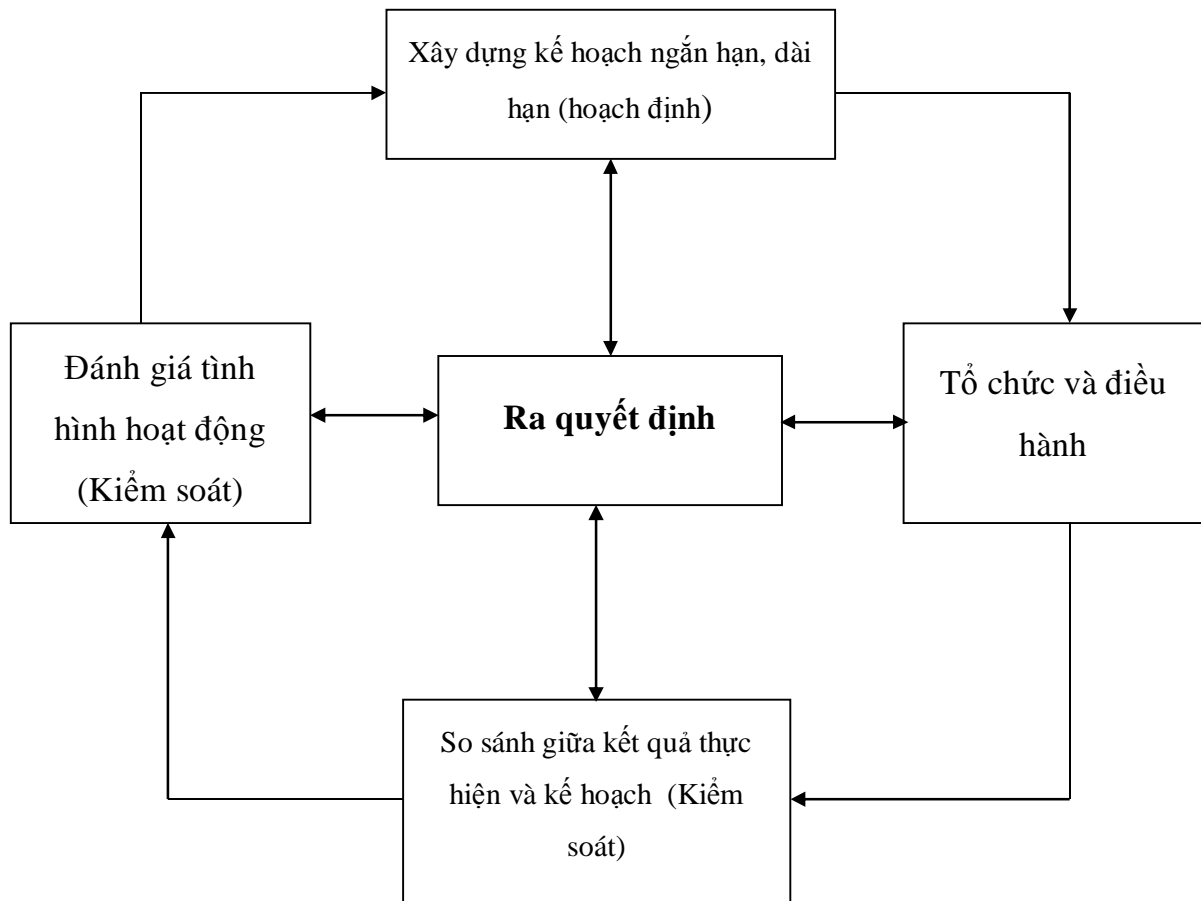 Xây dựng kế hoạch ngắn hạn, dài
hạn (hoạch định)
Đánh giá tình
hình hoạt động
(Kiểm soát)
Ra quyết định
Tổ chức và điều
hành
So sánh giữa kết quả thực
hiện và kế hoạch (Kiểm
soát)